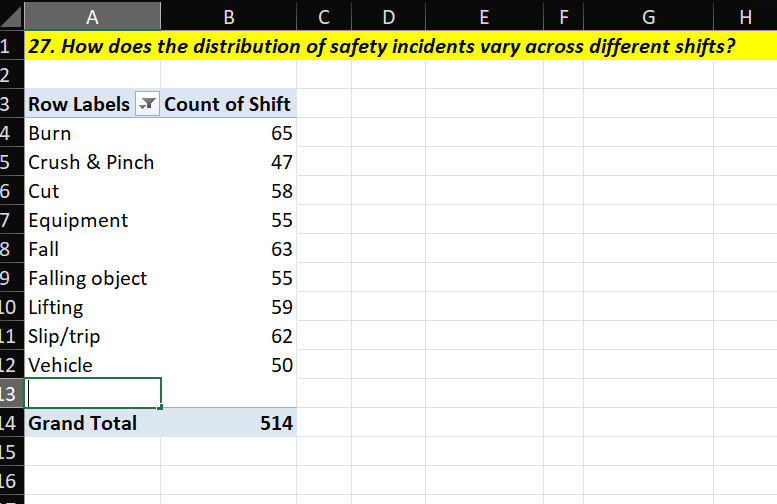 A B C D E F G H
1 27. How does the distribution of safety incidents vary across different shifts?
2
3 Row Labels Count of Shift
4 Burn 65
5 Crush & Pinch 47
6 Cut 58
7 Equipment 55
8 Fall 63
9 Falling object 55
10 Lifting 59
11 Slip/trip 62
12 Vehicle 50
13
14 Grand Total 514
15
16